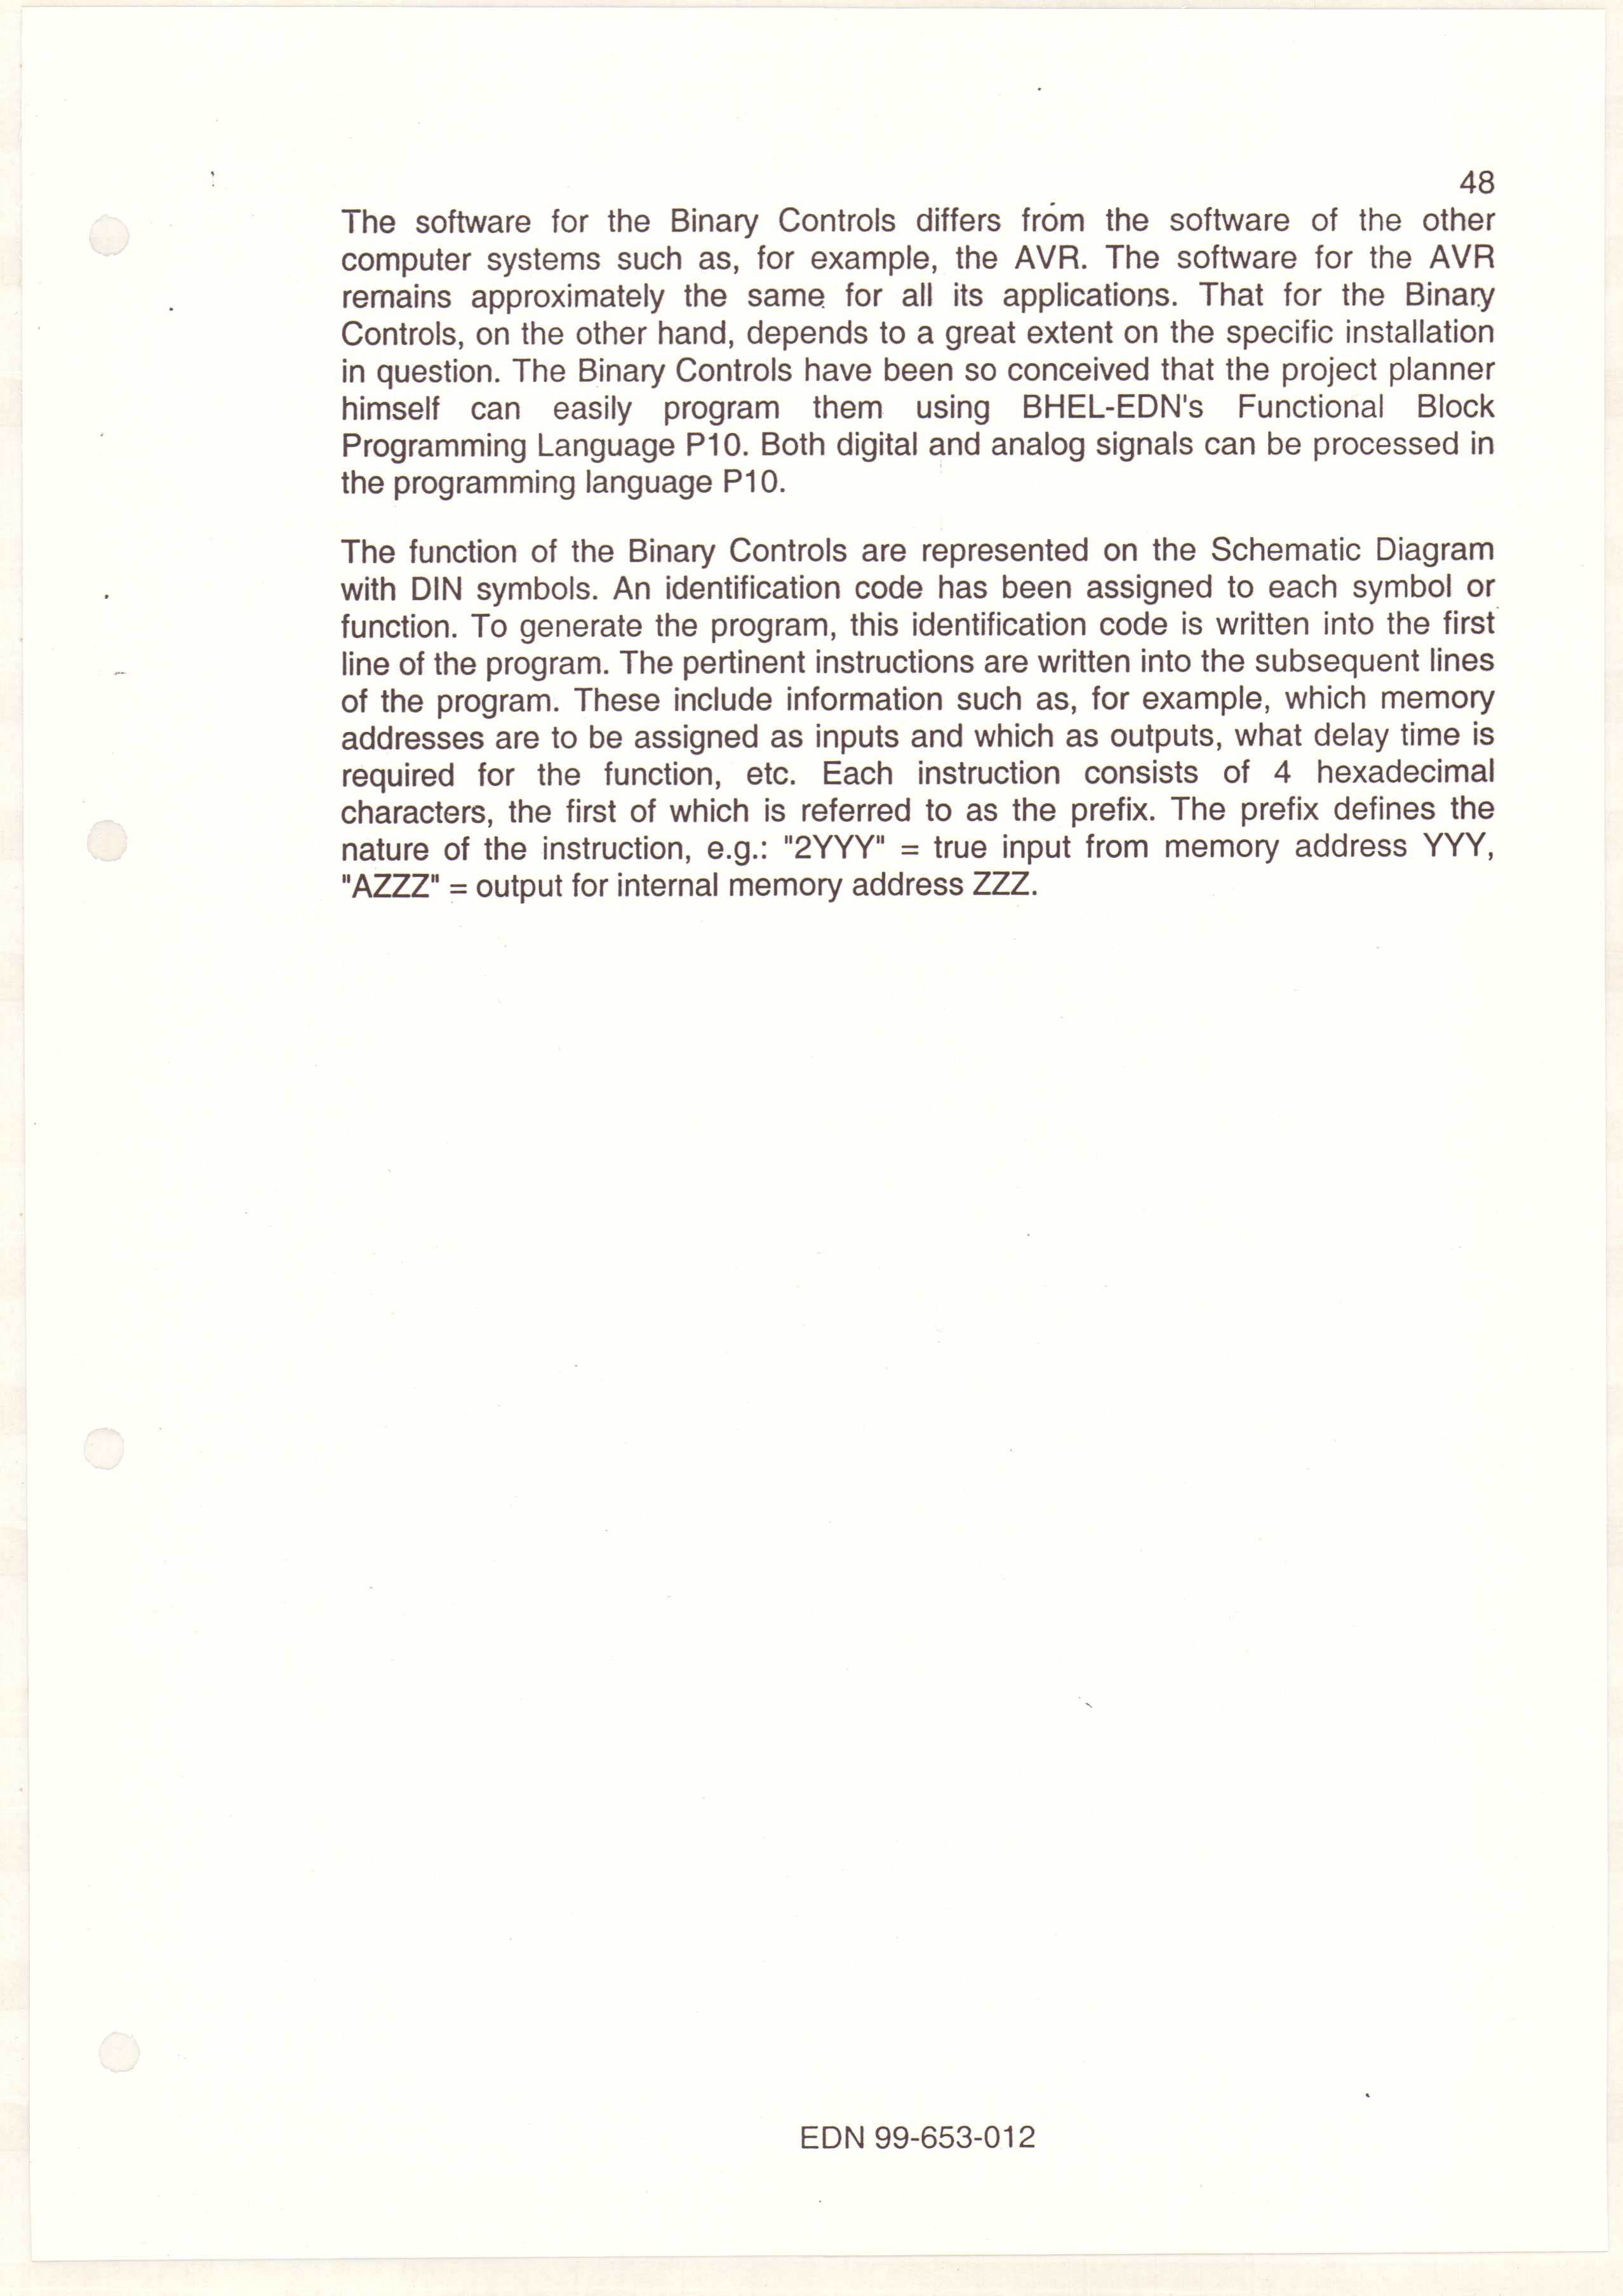 48
The software for the Binary Controls differs from the software of the other
computer systems such as, for example, the AVR. The software for the AVR
remains approximately the same for all its applications. That for the Binary
Controls, on the other hand, depends to a great extent on the specific installation
in question. The Binary Controls have been so conceived that the project planner
himself can easily program them using BHEL-EDN's Functional Block
Programming Language P10. Both digital and analog signals can be processed in
the programming language P10.
The function of the Binary Controls are represented on the Schematic Diagram
with DIN symbols. An identification code has been assigned to each symbol or
function. To generate the program, this identification code is written into the first
line of the program. The pertinent instructions are written into the subsequent lines
of the program. These include information such as, for example, which memory
addresses are to be assigned as inputs and which as outputs, what delay time is
required for the function, etc. Each instruction consists of 4 hexadecimal
characters, the first of which is referred to as the prefix. The prefix defines the
nature of the instruction, e.g.: "2YYY" = true input from memory address YYY,
"AZZZ" = output for internal memory address ZZZ.
EDN 99-653-012